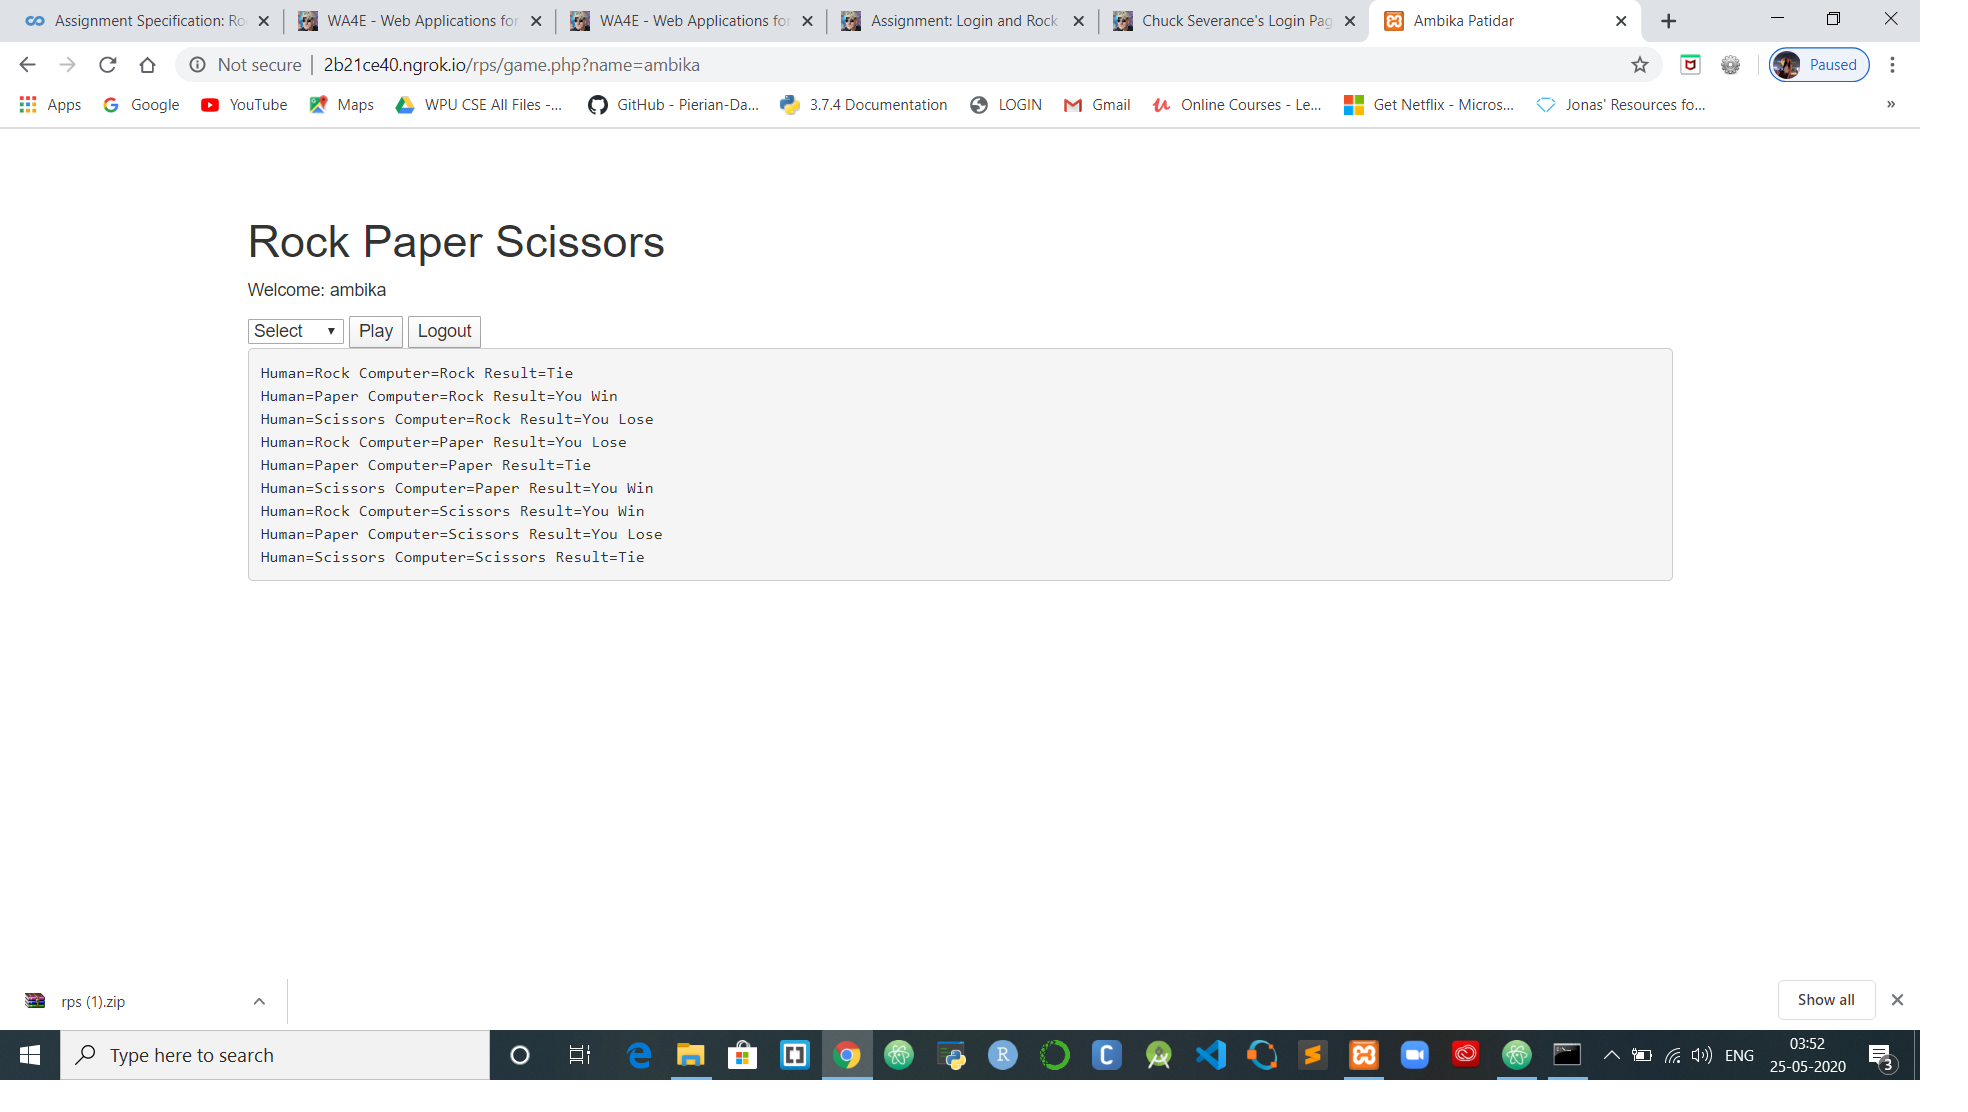 Assignment Specification: Ro
WA4E - Web Applications for
WA4E - Web Applications for
Assignment: Login and Rock
Chuck Severance's Login Pag
Ambika Patidar
Not secure
2b21ce40.ngrok.io/rps/game.php?name=ambika
Paused
Apps
Google
YouTube
Maps
WPU CSE All Files -...
GitHub - Pierian-Da...
3.7.4 Documentation
LOGIN
Gmail
Online Courses - Le...
Get Netflix - Micros...
Jonas' Resources fo...
»
Rock Paper Scissors
Welcome: ambika
Select
Play
Logout
Human=Rock Computer=Rock Result=Tie
Human=Paper Computer=Rock Result=You Win
Human=Scissors Computer=Rock Result=You Lose
Human=Rock Computer=Paper Result=You Lose
Human=Paper Computer=Paper Result=Tie
Human=Scissors Computer=Paper Result=You Win
Human=Rock Computer=Scissors Result=You Win
Human=Paper Computer=Scissors Result=You Lose
Human=Scissors Computer=Scissors Result=Tie
rps (1).zip
Show all
Type here to search
ENG
03:52
25-05-2020
3